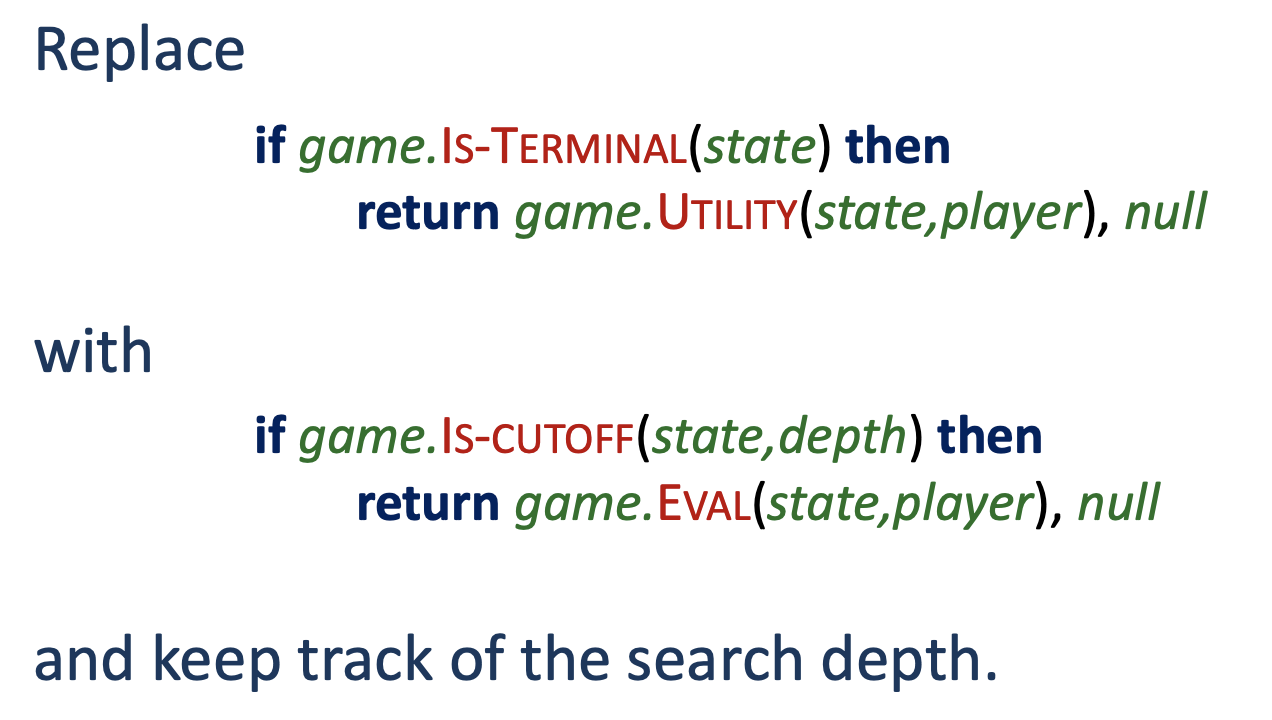 Replace
if game.Is-Terminal(state) then
return game.Utility(state,player), null
with
if game.Is-cutoff(state,depth) then
return game.Eval(state,player), null
and keep track of the search depth.